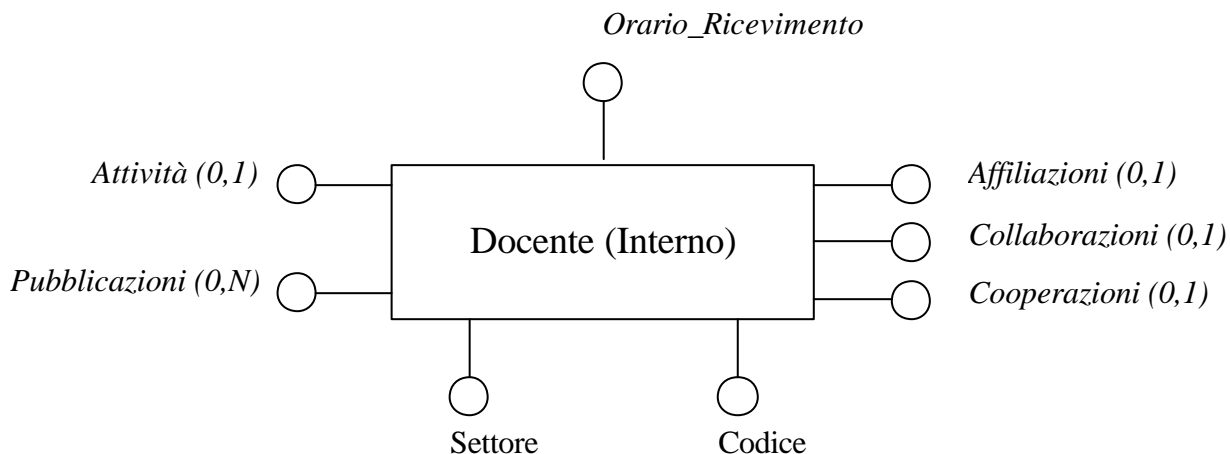 Orario_Ricevimento
Attività (0,1)
Affiliazioni (0,1)
Docente (Interno)
Collaborazioni (0,1)
Pubblicazioni (0,N)
Cooperazioni (0,1)
Settore
Codice